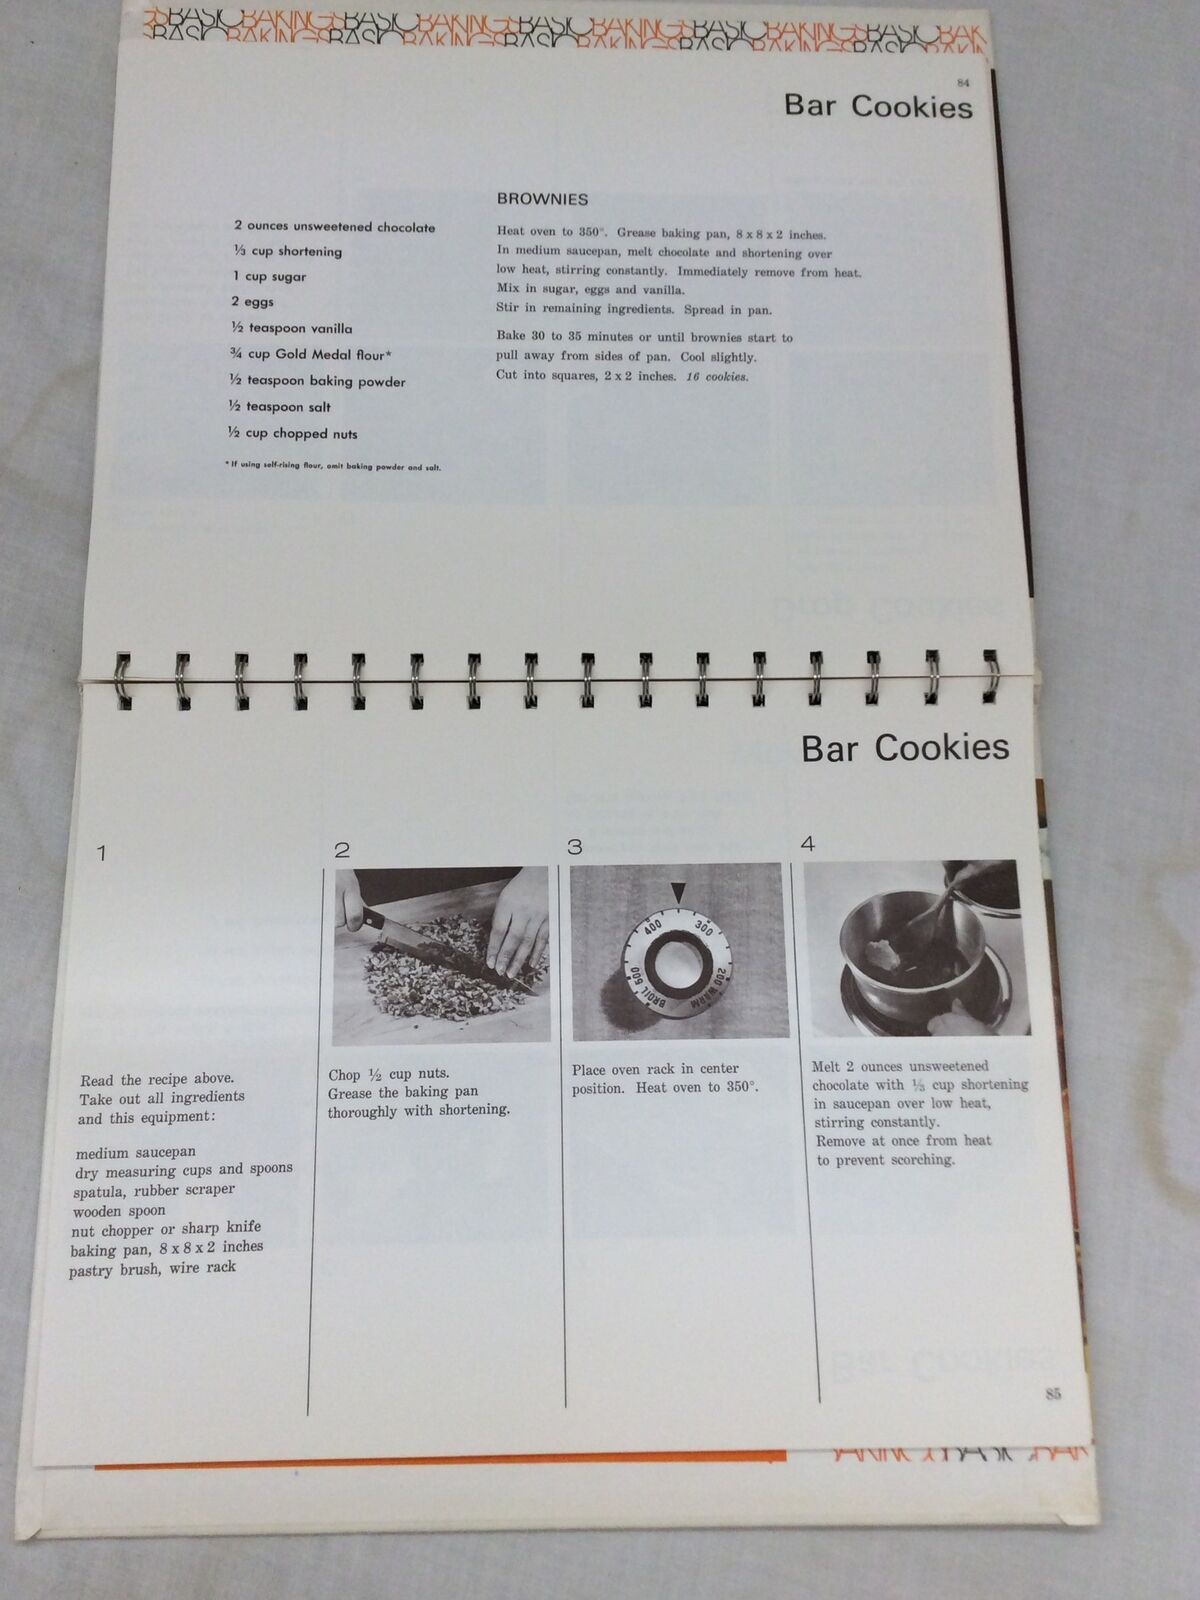 SBASICBAKINGSBASICBAKINGSBASICBAKINGSBASICBAKINGSBASICBAK
SBASICBAKINGSBASICBAKINGSBASICBAKINGSBASICBAKINGSBASICBAKIN
84
Bar Cookies
BROWNIES
2 ounces unsweetened chocolate
⅓ cup shortening
1 cup sugar
2 eggs
½ teaspoon vanilla
¾ cup Gold Medal flour*
½ teaspoon baking powder
½ teaspoon salt
½ cup chopped nuts
*If using self-rising flour, omit baking powder and salt.
Heat oven to 350°. Grease baking pan, 8 x 8 x 2 inches.
In medium saucepan, melt chocolate and shortening over
low heat, stirring constantly. Immediately remove from heat.
Mix in sugar, eggs and vanilla.
Stir in remaining ingredients. Spread in pan.
Bake 30 to 35 minutes or until brownies start to
pull away from sides of pan. Cool slightly.
Cut into squares, 2 x 2 inches. 16 cookies.
Bar Cookies
1
Read the recipe above.
Take out all ingredients
and this equipment:
medium saucepan
dry measuring cups and spoons
spatula, rubber scraper
wooden spoon
nut chopper or sharp knife
baking pan, 8 x 8 x 2 inches
pastry brush, wire rack
2
Chop ½ cup nuts.
Grease the baking pan
thoroughly with shortening.
3
400 300
BROIL 500 200 WARM
Place oven rack in center
position. Heat oven to 350°.
4
Melt 2 ounces unsweetened
chocolate with ⅓ cup shortening
in saucepan over low heat,
stirring constantly.
Remove at once from heat
to prevent scorching.
85
BAKINGSBASICBAK